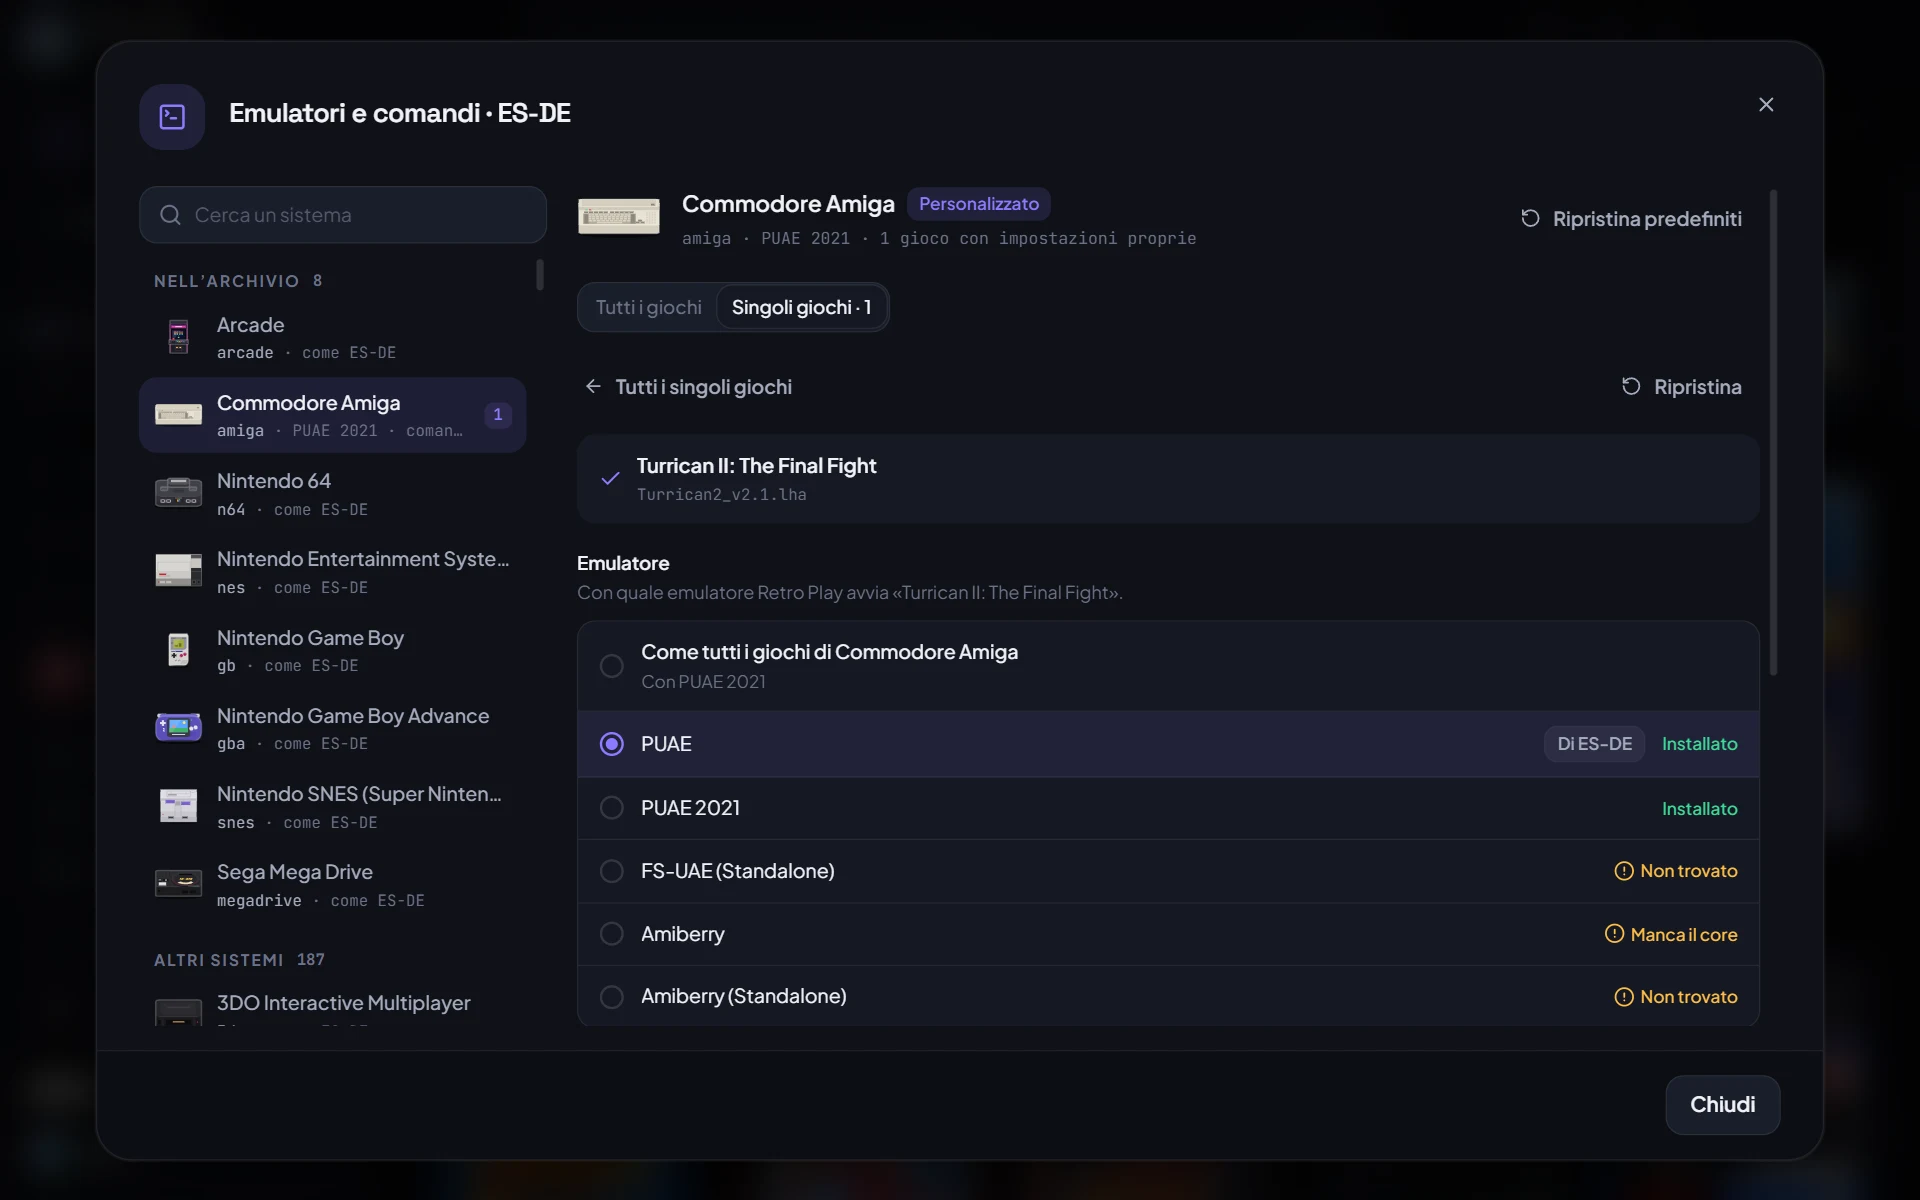 Emulatori e comandi · ES-DE
Cerca un sistema
NELL'ARCHIVIO 8
Arcade
arcade · come ES-DE
Commodore Amiga
amiga · PUAE 2021 · coman…
1
Nintendo 64
n64 · come ES-DE
Nintendo Entertainment Syste…
nes · come ES-DE
Nintendo Game Boy
gb · come ES-DE
Nintendo Game Boy Advance
gba · come ES-DE
Nintendo SNES (Super Ninten…
snes · come ES-DE
Sega Mega Drive
megadrive · come ES-DE
ALTRI SISTEMI 187
3DO Interactive Multiplayer
Commodore Amiga Personalizzato
amiga · PUAE 2021 · 1 gioco con impostazioni proprie
Ripristina predefiniti
Tutti i giochi Singoli giochi · 1
Tutti i singoli giochi
Ripristina
Turrican II: The Final Fight
Turrican2_v2.1.lha
Emulatore
Con quale emulatore Retro Play avvia «Turrican II: The Final Fight».
Come tutti i giochi di Commodore Amiga
Con PUAE 2021
PUAE Di ES-DE Installato
PUAE 2021 Installato
FS-UAE (Standalone) Non trovato
Amiberry Manca il core
Amiberry (Standalone) Non trovato
Chiudi